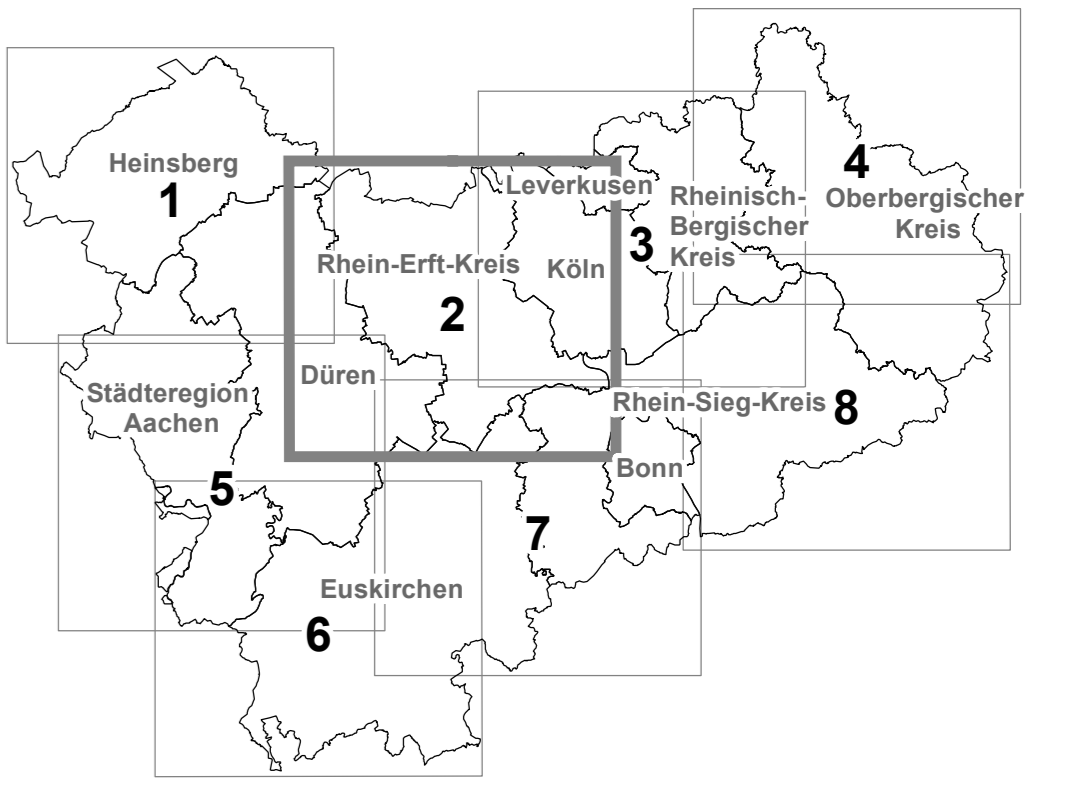 Heinsberg
1
4
Oberbergischer
Kreis
Leverkusen
Rheinisch-
Bergischer
Kreis
3
Rhein-Erft-Kreis
Köln
2
Düren
Städteregion
Aachen
Rhein-Sieg-Kreis
8
Bonn
5
7
Euskirchen
6